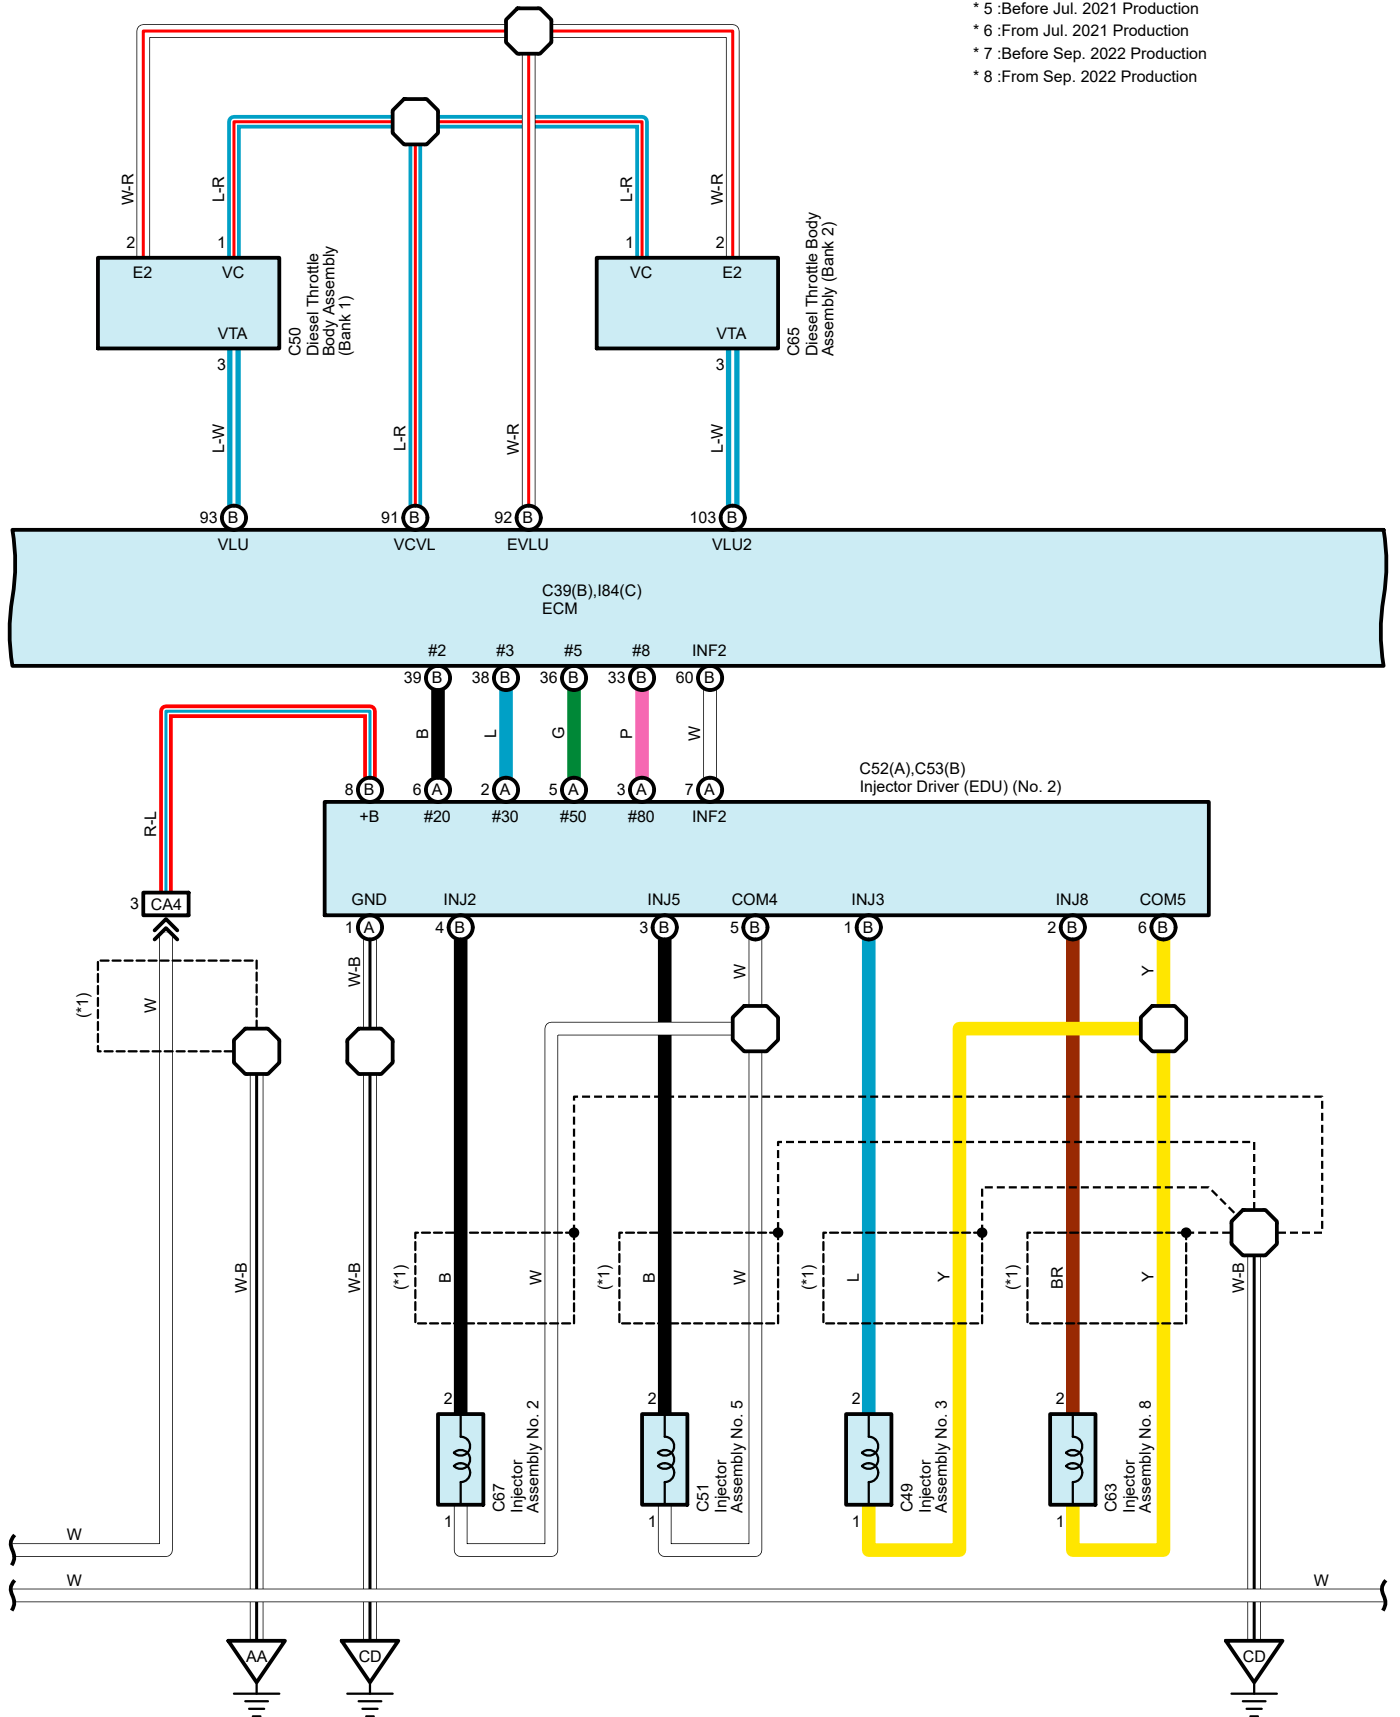 * 5 :Before Jul. 2021 Production
* 6 :From Jul. 2021 Production
* 7 :Before Sep. 2022 Production
* 8 :From Sep. 2022 Production
W-R
L-R
L-R
W-R
2
1
1
2
E2
VC
VC
E2
VTA
VTA
C50
Diesel Throttle
Body Assembly
(Bank 1)
C65
Diesel Throttle Body
Assembly (Bank 2)
3
3
L-W
L-R
W-R
L-W
93 B
91 B
92 B
103 B
VLU
VCVL
EVLU
VLU2
C39(B),I84(C)
ECM
#2
#3
#5
#8
INF2
39 B
38 B
36 B
33 B
60 B
B
L
G
P
W
C52(A),C53(B)
Injector Driver (EDU) (No. 2)
8 B
6 A
2 A
5 A
3 A
7 A
+B
#20
#30
#50
#80
INF2
R-L
3 CA4
GND
INJ2
INJ5
COM4
INJ3
INJ8
COM5
1 A
4 B
3 B
5 B
1 B
2 B
6 B
W-B
W
Y
(*1)
W
W-B
W-B
(*1)
B
W
(*1)
B
W
(*1)
L
Y
(*1)
BR
Y
W-B
2
2
2
2
C67
Injector
Assembly No. 2
C51
Injector
Assembly No. 5
C49
Injector
Assembly No. 3
C63
Injector
Assembly No. 8
1
1
1
1
W
W
W
AA
CD
CD